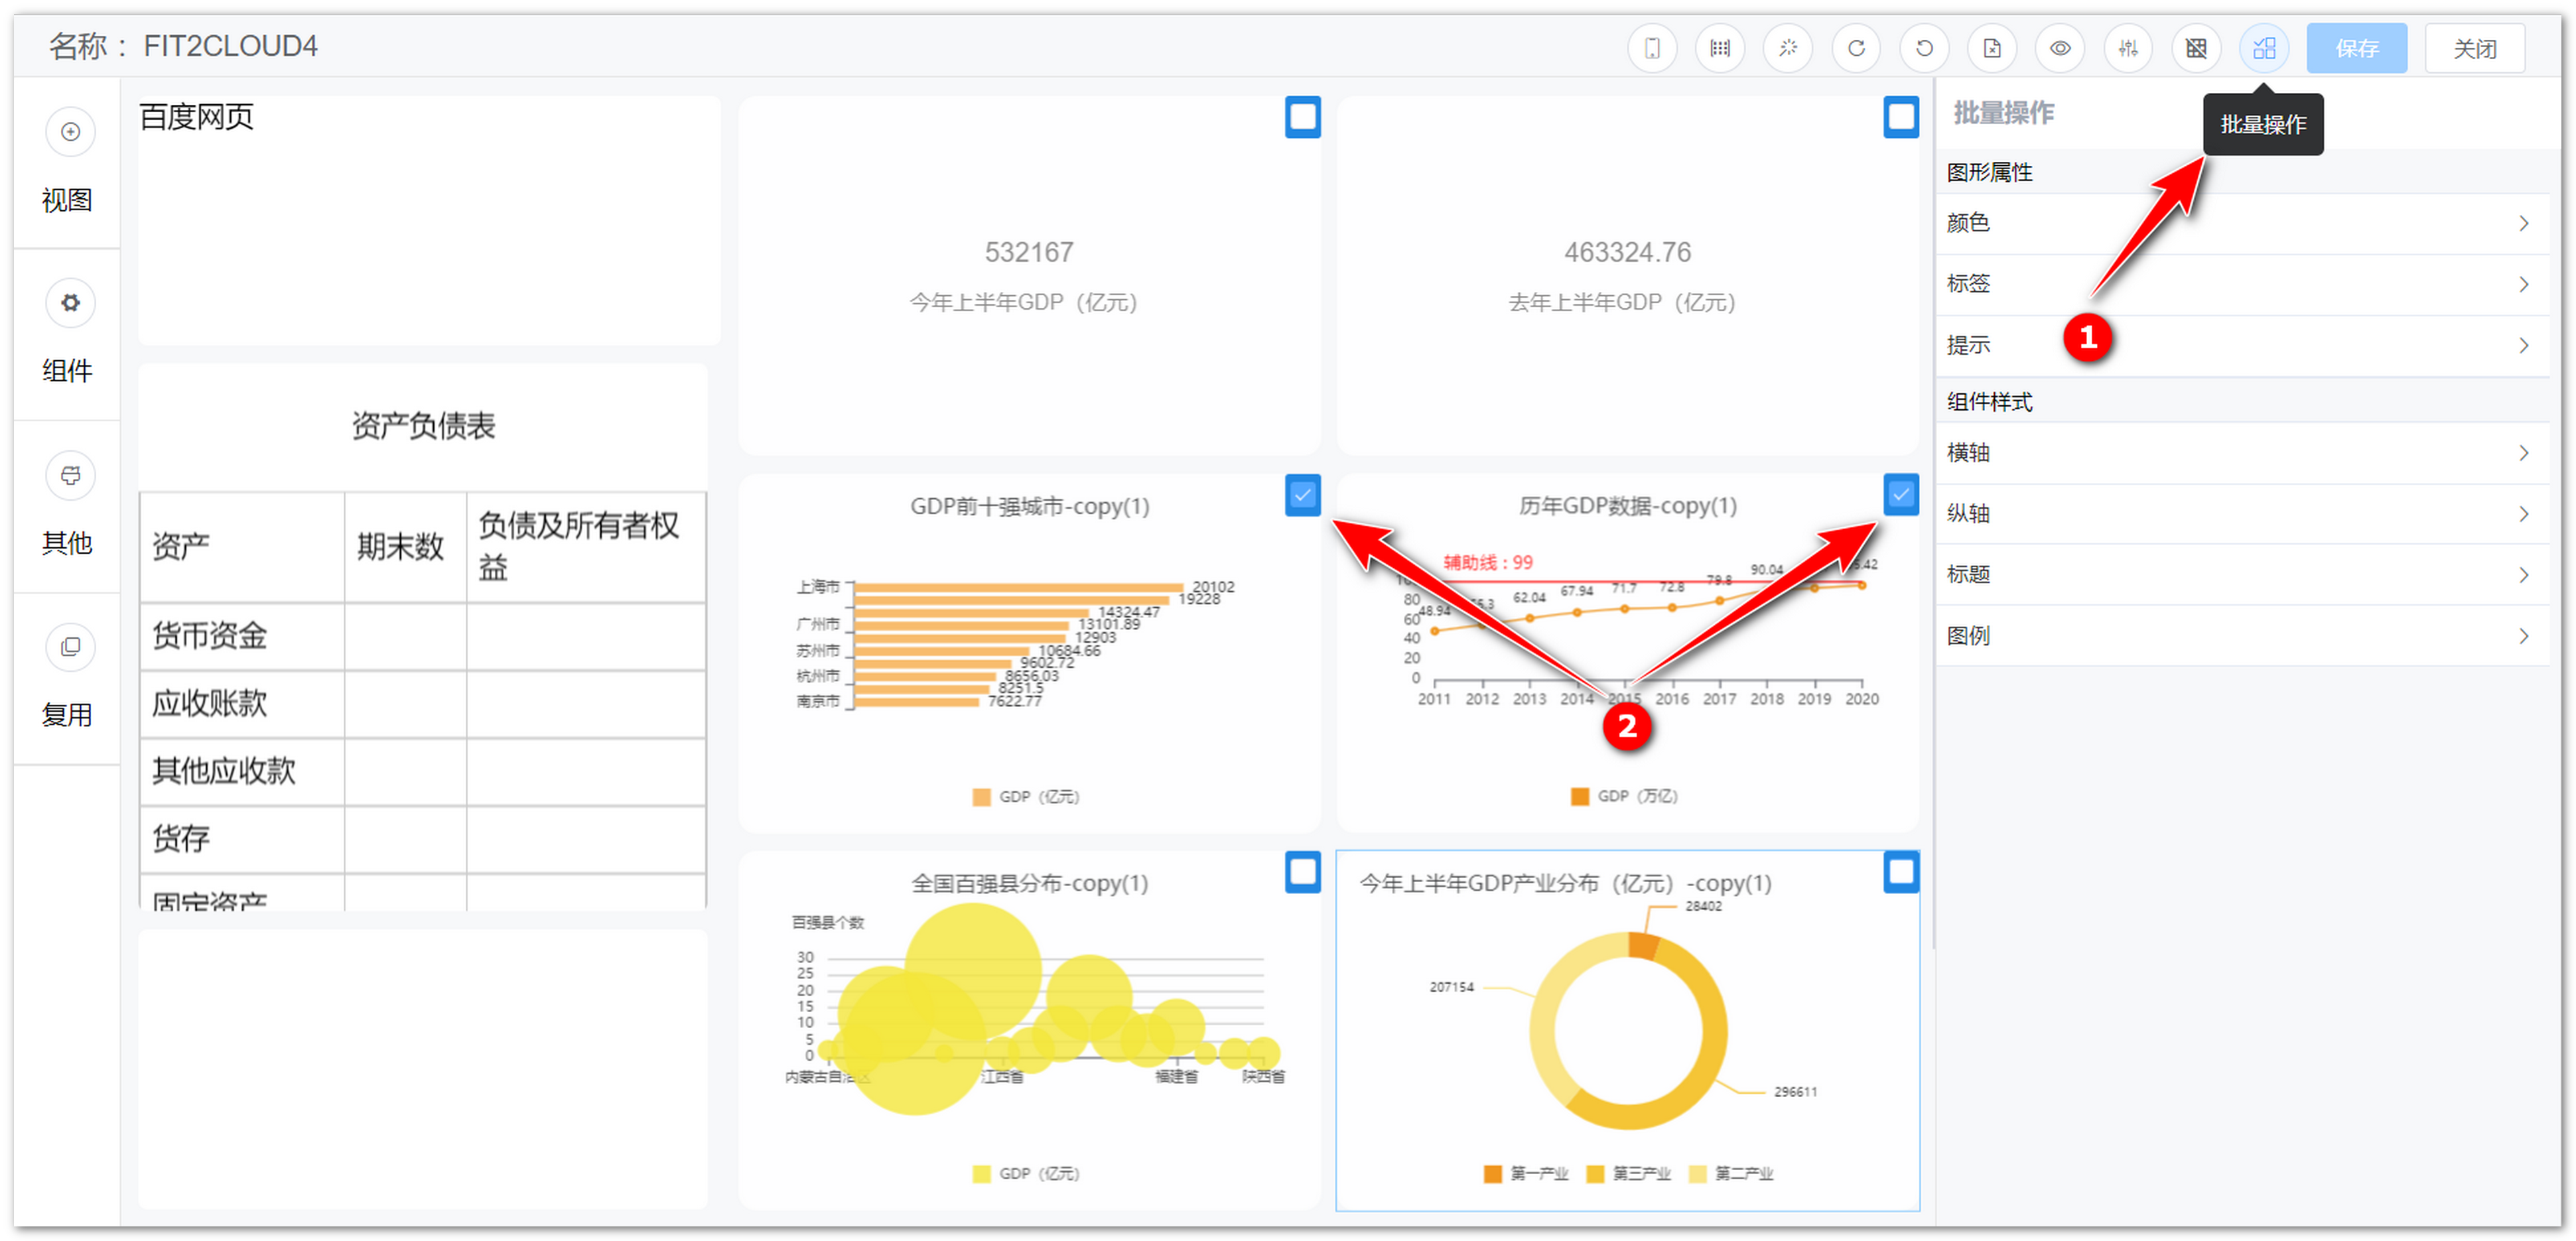 名称： FIT2CLOUD4
保存
关闭
视图
组件
其他
复用
百度网页
资产负债表
资产
期末数
负债及所有者权
益
货币资金
应收账款
其他应收款
货存
固定资产
532167
今年上半年GDP（亿元）
463324.76
去年上半年GDP（亿元）
GDP前十强城市-copy(1)
上海市
广州市
苏州市
杭州市
南京市
20102
19228
14324.47
13101.89
12903
10684.66
9602.72
8656.03
8251.5
7622.77
GDP（亿元）
历年GDP数据-copy(1)
辅助线：99
80
60
40
20
0
48.94
62.04
67.94
71.7
72.8
79.8
90.04
2011
2012
2013
2014
2015
2016
2017
2018
2019
2020
2
GDP（万亿）
全国百强县分布-copy(1)
百强县个数
30
25
20
15
10
5
0
内蒙古自治区
江西省
福建省
陕西省
GDP（亿元）
今年上半年GDP产业分布（亿元）-copy(1)
28402
207154
296611
第一产业
第三产业
第二产业
批量操作
批量操作
图形属性
颜色
标签
提示
1
组件样式
横轴
纵轴
标题
图例